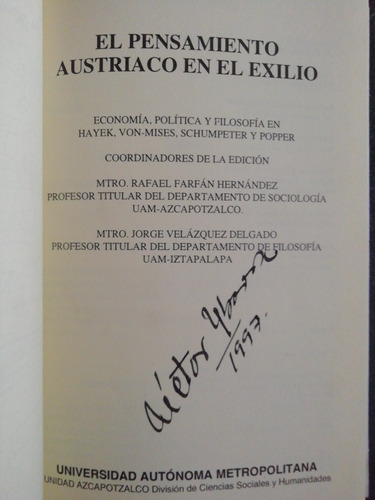 EL PENSAMIENTO
AUSTRIACO EN EL EXILIO
ECONOMÍA, POLÍTICA Y FILOSOFÍA EN
HAYEK, VON-MISES, SCHUMPETER Y POPPER
COORDINADORES DE LA EDICIÓN
MTRO. RAFAEL FARFÁN HERNÁNDEZ
PROFESOR TITULAR DEL DEPARTAMENTO DE SOCIOLOGÍA
UAM-AZCAPOTZALCO.
MTRO. JORGE VELÁZQUEZ DELGADO
PROFESOR TITULAR DEL DEPARTAMENTO DE FILOSOFÍA
UAM-IZTAPALAPA
Héctor Ybarra
1997.
UNIVERSIDAD AUTÓNOMA METROPOLITANA
UNIDAD AZCAPOTZALCO División de Ciencias Sociales y Humanidades